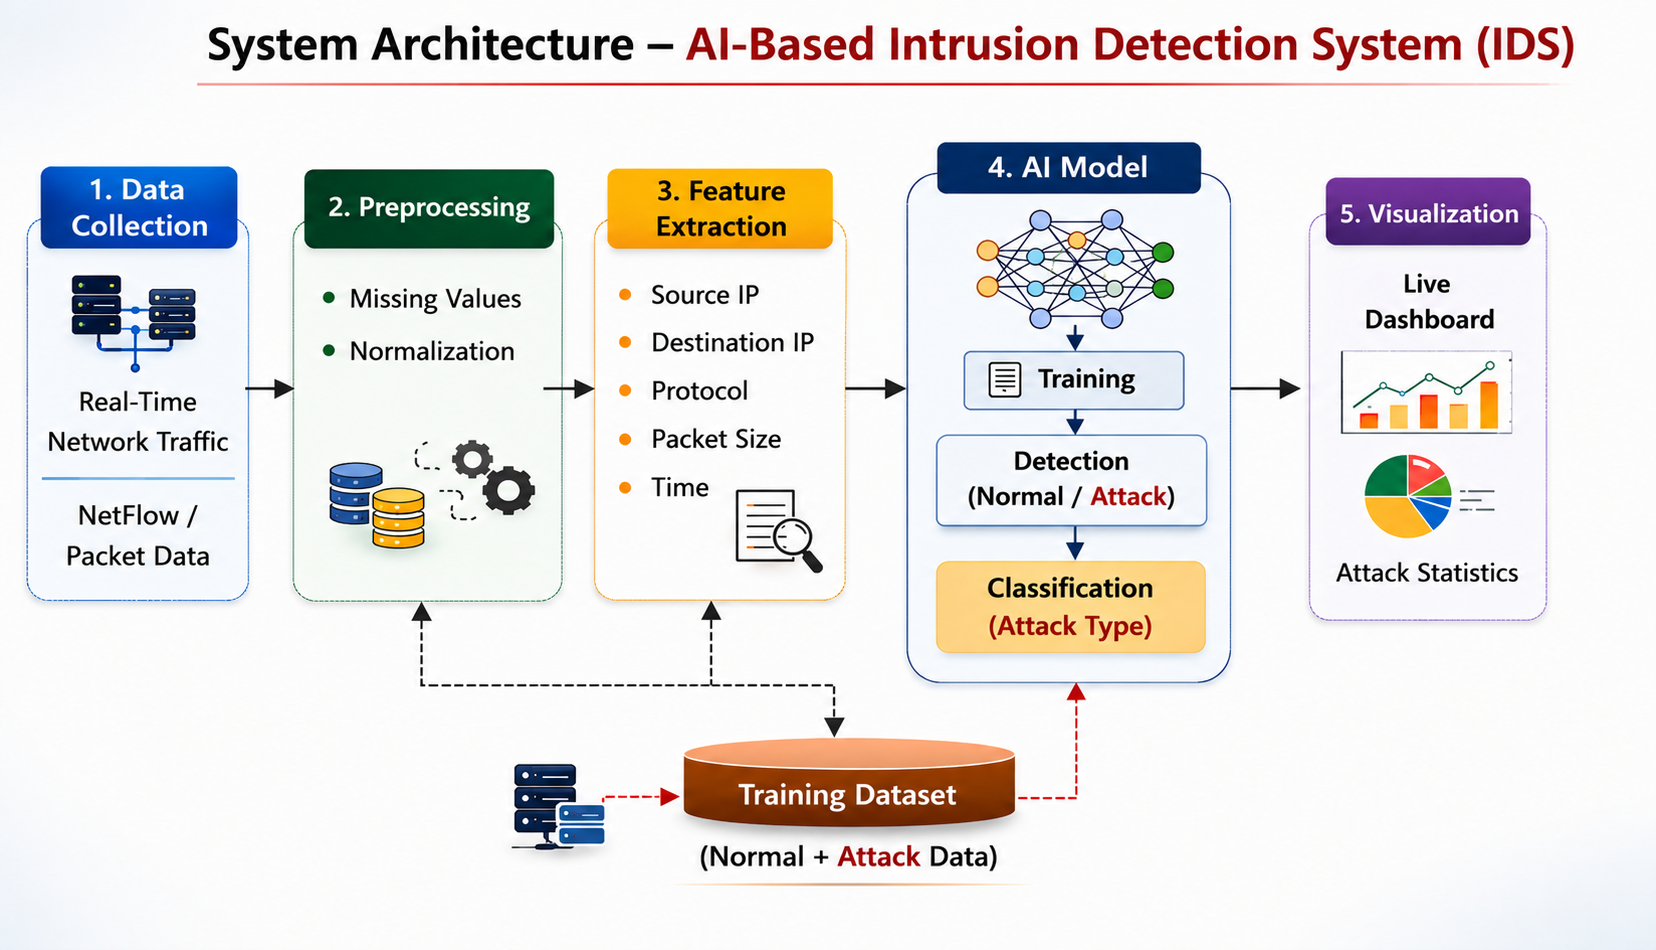 System Architecture – AI-Based Intrusion Detection System (IDS)
1. Data
Collection
Real-Time
Network Traffic
NetFlow /
Packet Data
2. Preprocessing
• Missing Values
• Normalization
3. Feature
Extraction
• Source IP
• Destination IP
• Protocol
• Packet Size
• Time
4. AI Model
Training
Detection
(Normal / Attack)
Classification
(Attack Type)
5. Visualization
Live
Dashboard
Attack Statistics
Training Dataset
(Normal + Attack Data)